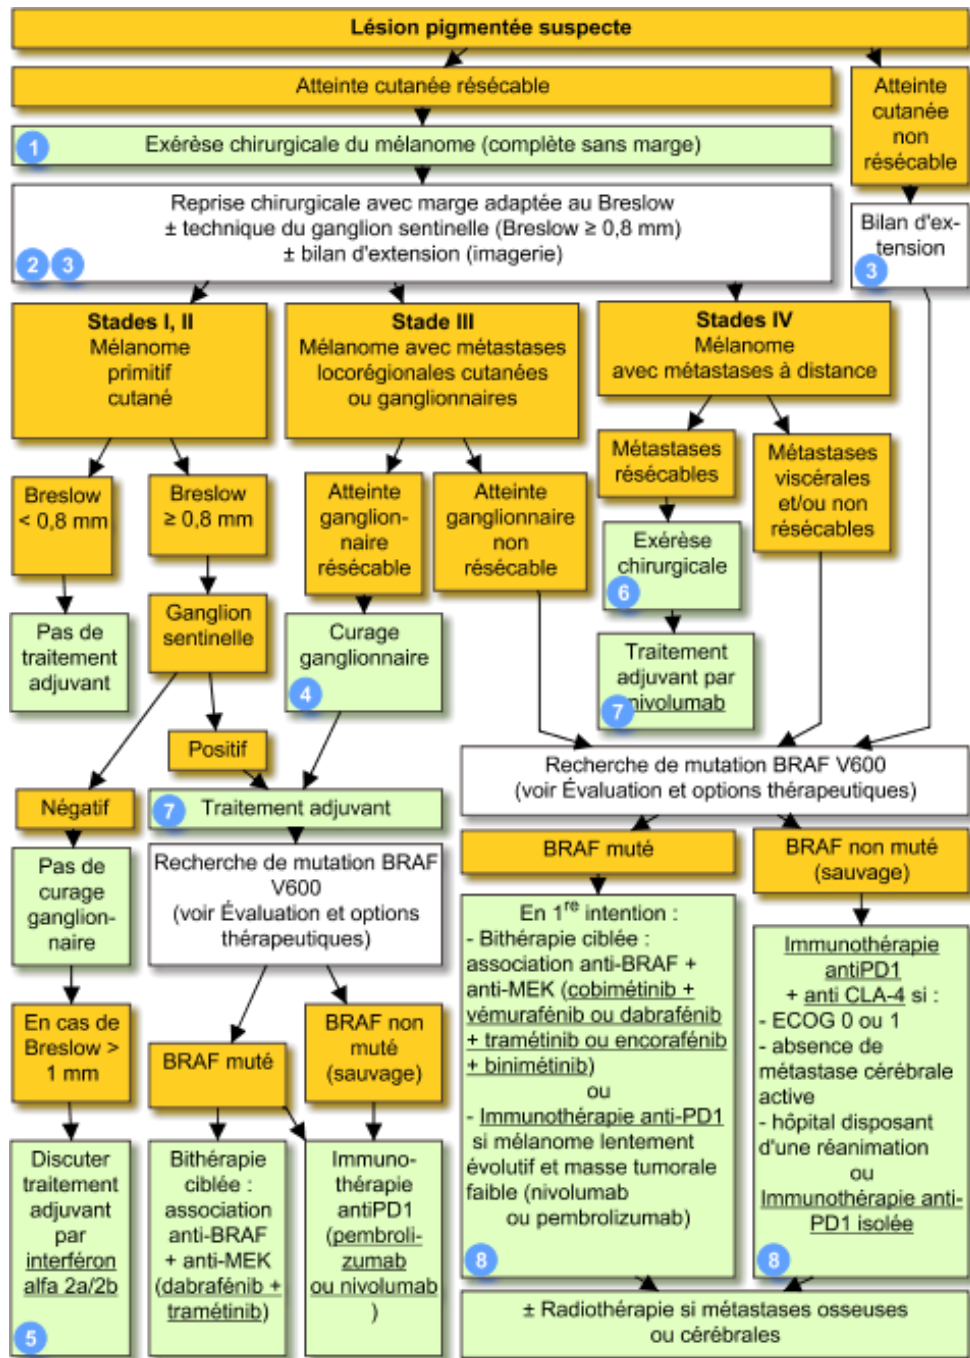 Lésion pigmentée suspecte
Atteinte cutanée résécable
Atteinte
cutanée
non
résécable
1
Exérèse chirurgicale du mélanome (complète sans marge)
Reprise chirurgicale avec marge adaptée au Breslow
± technique du ganglion sentinelle (Breslow ≥ 0,8 mm)
± bilan d'extension (imagerie)
2 3
Bilan d'ex-
tension
3
Stades I, II
Mélanome
primitif
cutané
Stade III
Mélanome avec métastases
locorégionales cutanées
ou ganglionnaires
Stades IV
Mélanome
avec métastases à distance
Breslow
< 0,8 mm
Breslow
≥ 0,8 mm
Atteinte
ganglion-
naire
résécable
Atteinte
ganglionnaire
non
résécable
Métastases
résécables
Métastases
viscérales
et/ou non
résécables
Pas de
traitement
adjuvant
Ganglion
sentinelle
Curage
ganglionnaire
4
Exérèse
chirurgicale
6
Traitement
adjuvant par
nivolumab
7
Positif
Négatif
7
Traitement adjuvant
Recherche de mutation BRAF V600
(voir Évaluation et options thérapeutiques)
Pas de
curage
ganglion-
naire
Recherche de mutation BRAF
V600
(voir Évaluation et options
thérapeutiques)
BRAF muté
BRAF non muté
(sauvage)
En cas de
Breslow >
1 mm
BRAF muté
BRAF non
muté
(sauvage)
En 1re intention :
- Bithérapie ciblée :
association anti-BRAF +
anti-MEK (cobimétinib +
vémurafénib ou dabrafénib
+ tramétinib ou encorafénib
+ binimétinib)
ou
- Immunothérapie anti-PD1
si mélanome lentement
évolutif et masse tumorale
faible (nivolumab
ou pembrolizumab)
8
Immunothérapie
antiPD1
+ anti CLA-4 si :
- ECOG 0 ou 1
- absence de
métastase cérébrale
active
- hôpital disposant
d'une réanimation
ou
Immunothérapie anti-
PD1 isolée
8
Discuter
traitement
adjuvant
par
interféron
alfa 2a/2b
5
Bithérapie
ciblée :
association
anti-BRAF
+ anti-MEK
(dabrafénib +
tramétinib)
Immuno-
thérapie
antiPD1
(pembroli-
zumab
ou nivolumab
)
± Radiothérapie si métastases osseuses
ou cérébrales